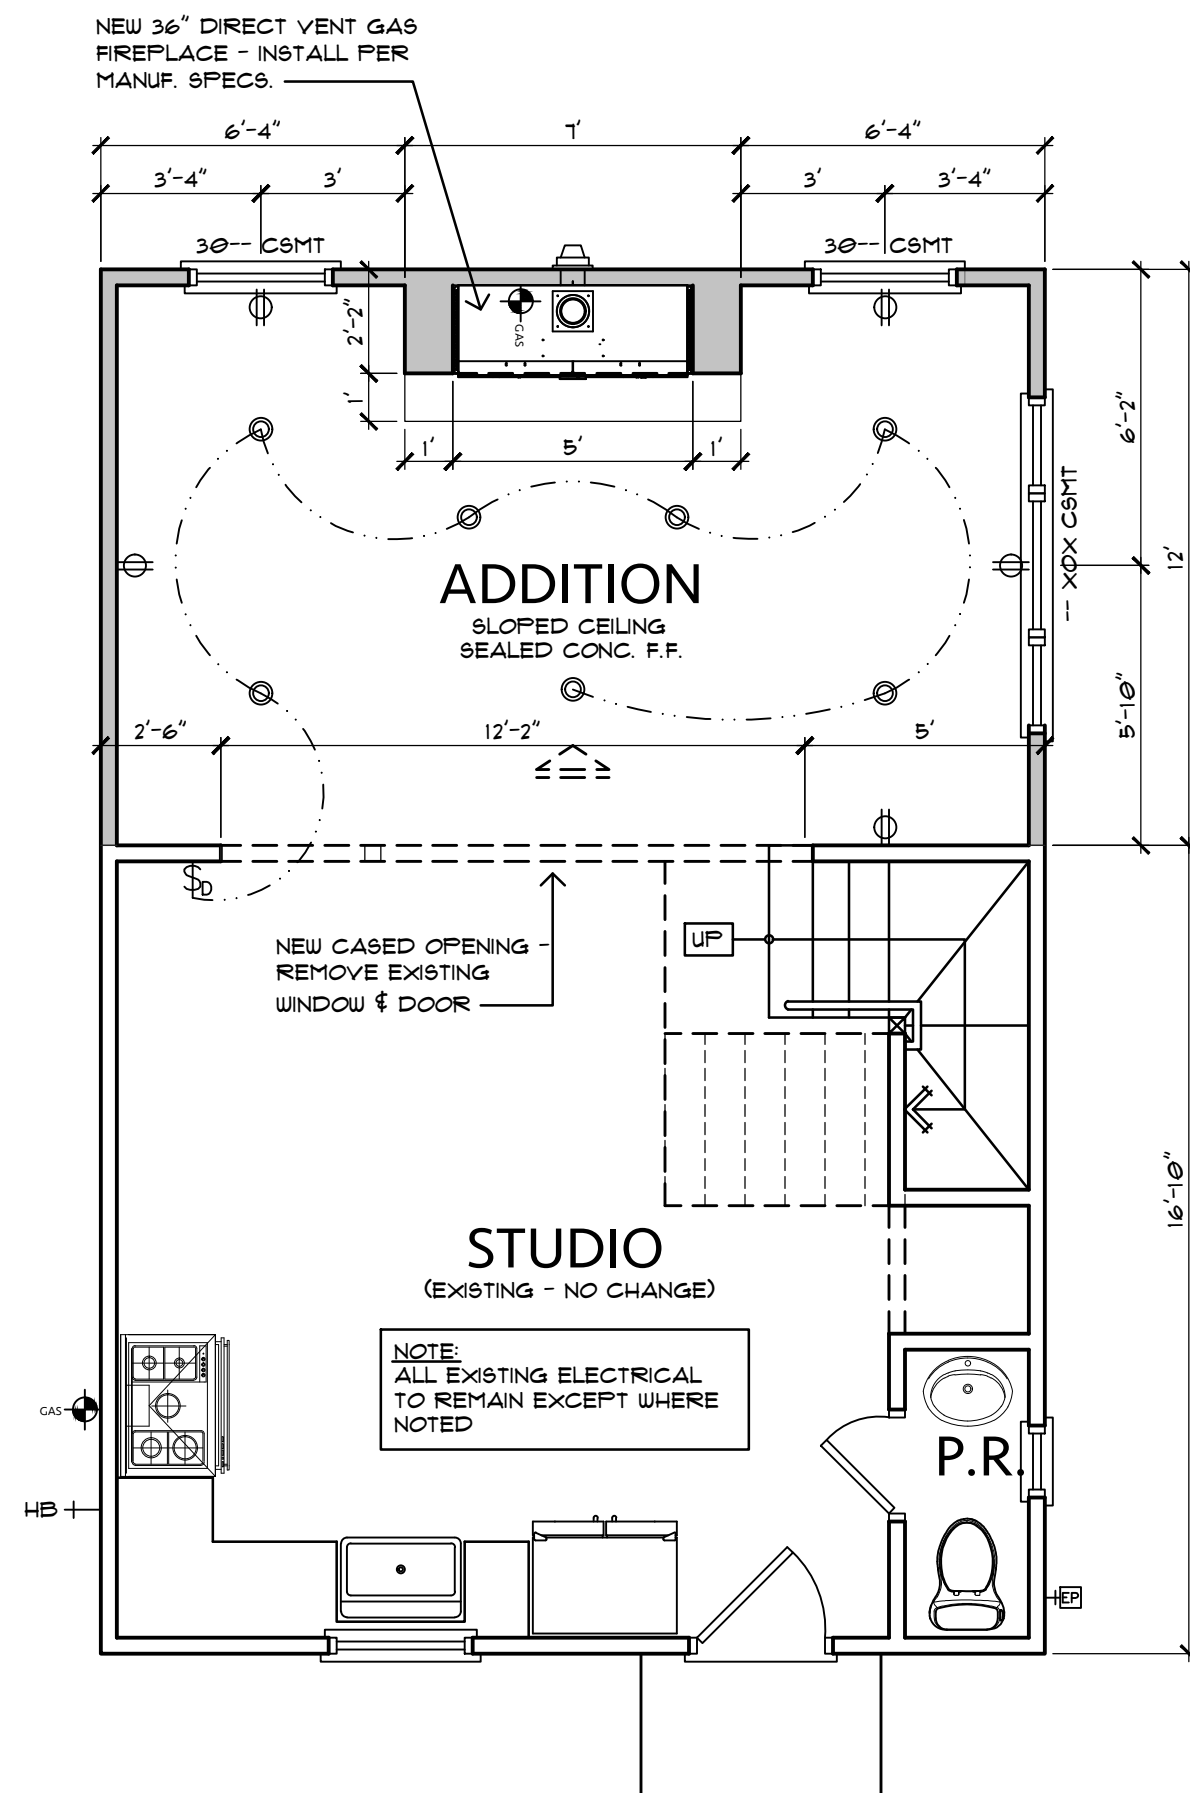 NEW 36" DIRECT VENT GAS
FIREPLACE - INSTALL PER
MANUF. SPECS.
6'-4"
7'
6'-4"
3'-4"
3'
3'
3'-4"
30-- CSMT
30-- CSMT
GAS
2'-2"
1'
1'
5'
1'
6'-2"
-- XOX CSMT
12'
ADDITION
SLOPED CEILING
SEALED CONC. F.F.
5'-10"
2'-6"
12'-2"
5'
$D
NEW CASED OPENING -
REMOVE EXISTING
WINDOW & DOOR
UP
16'-10"
STUDIO
(EXISTING - NO CHANGE)
NOTE:
ALL EXISTING ELECTRICAL
TO REMAIN EXCEPT WHERE
NOTED
GAS
P.R.
HB
EP